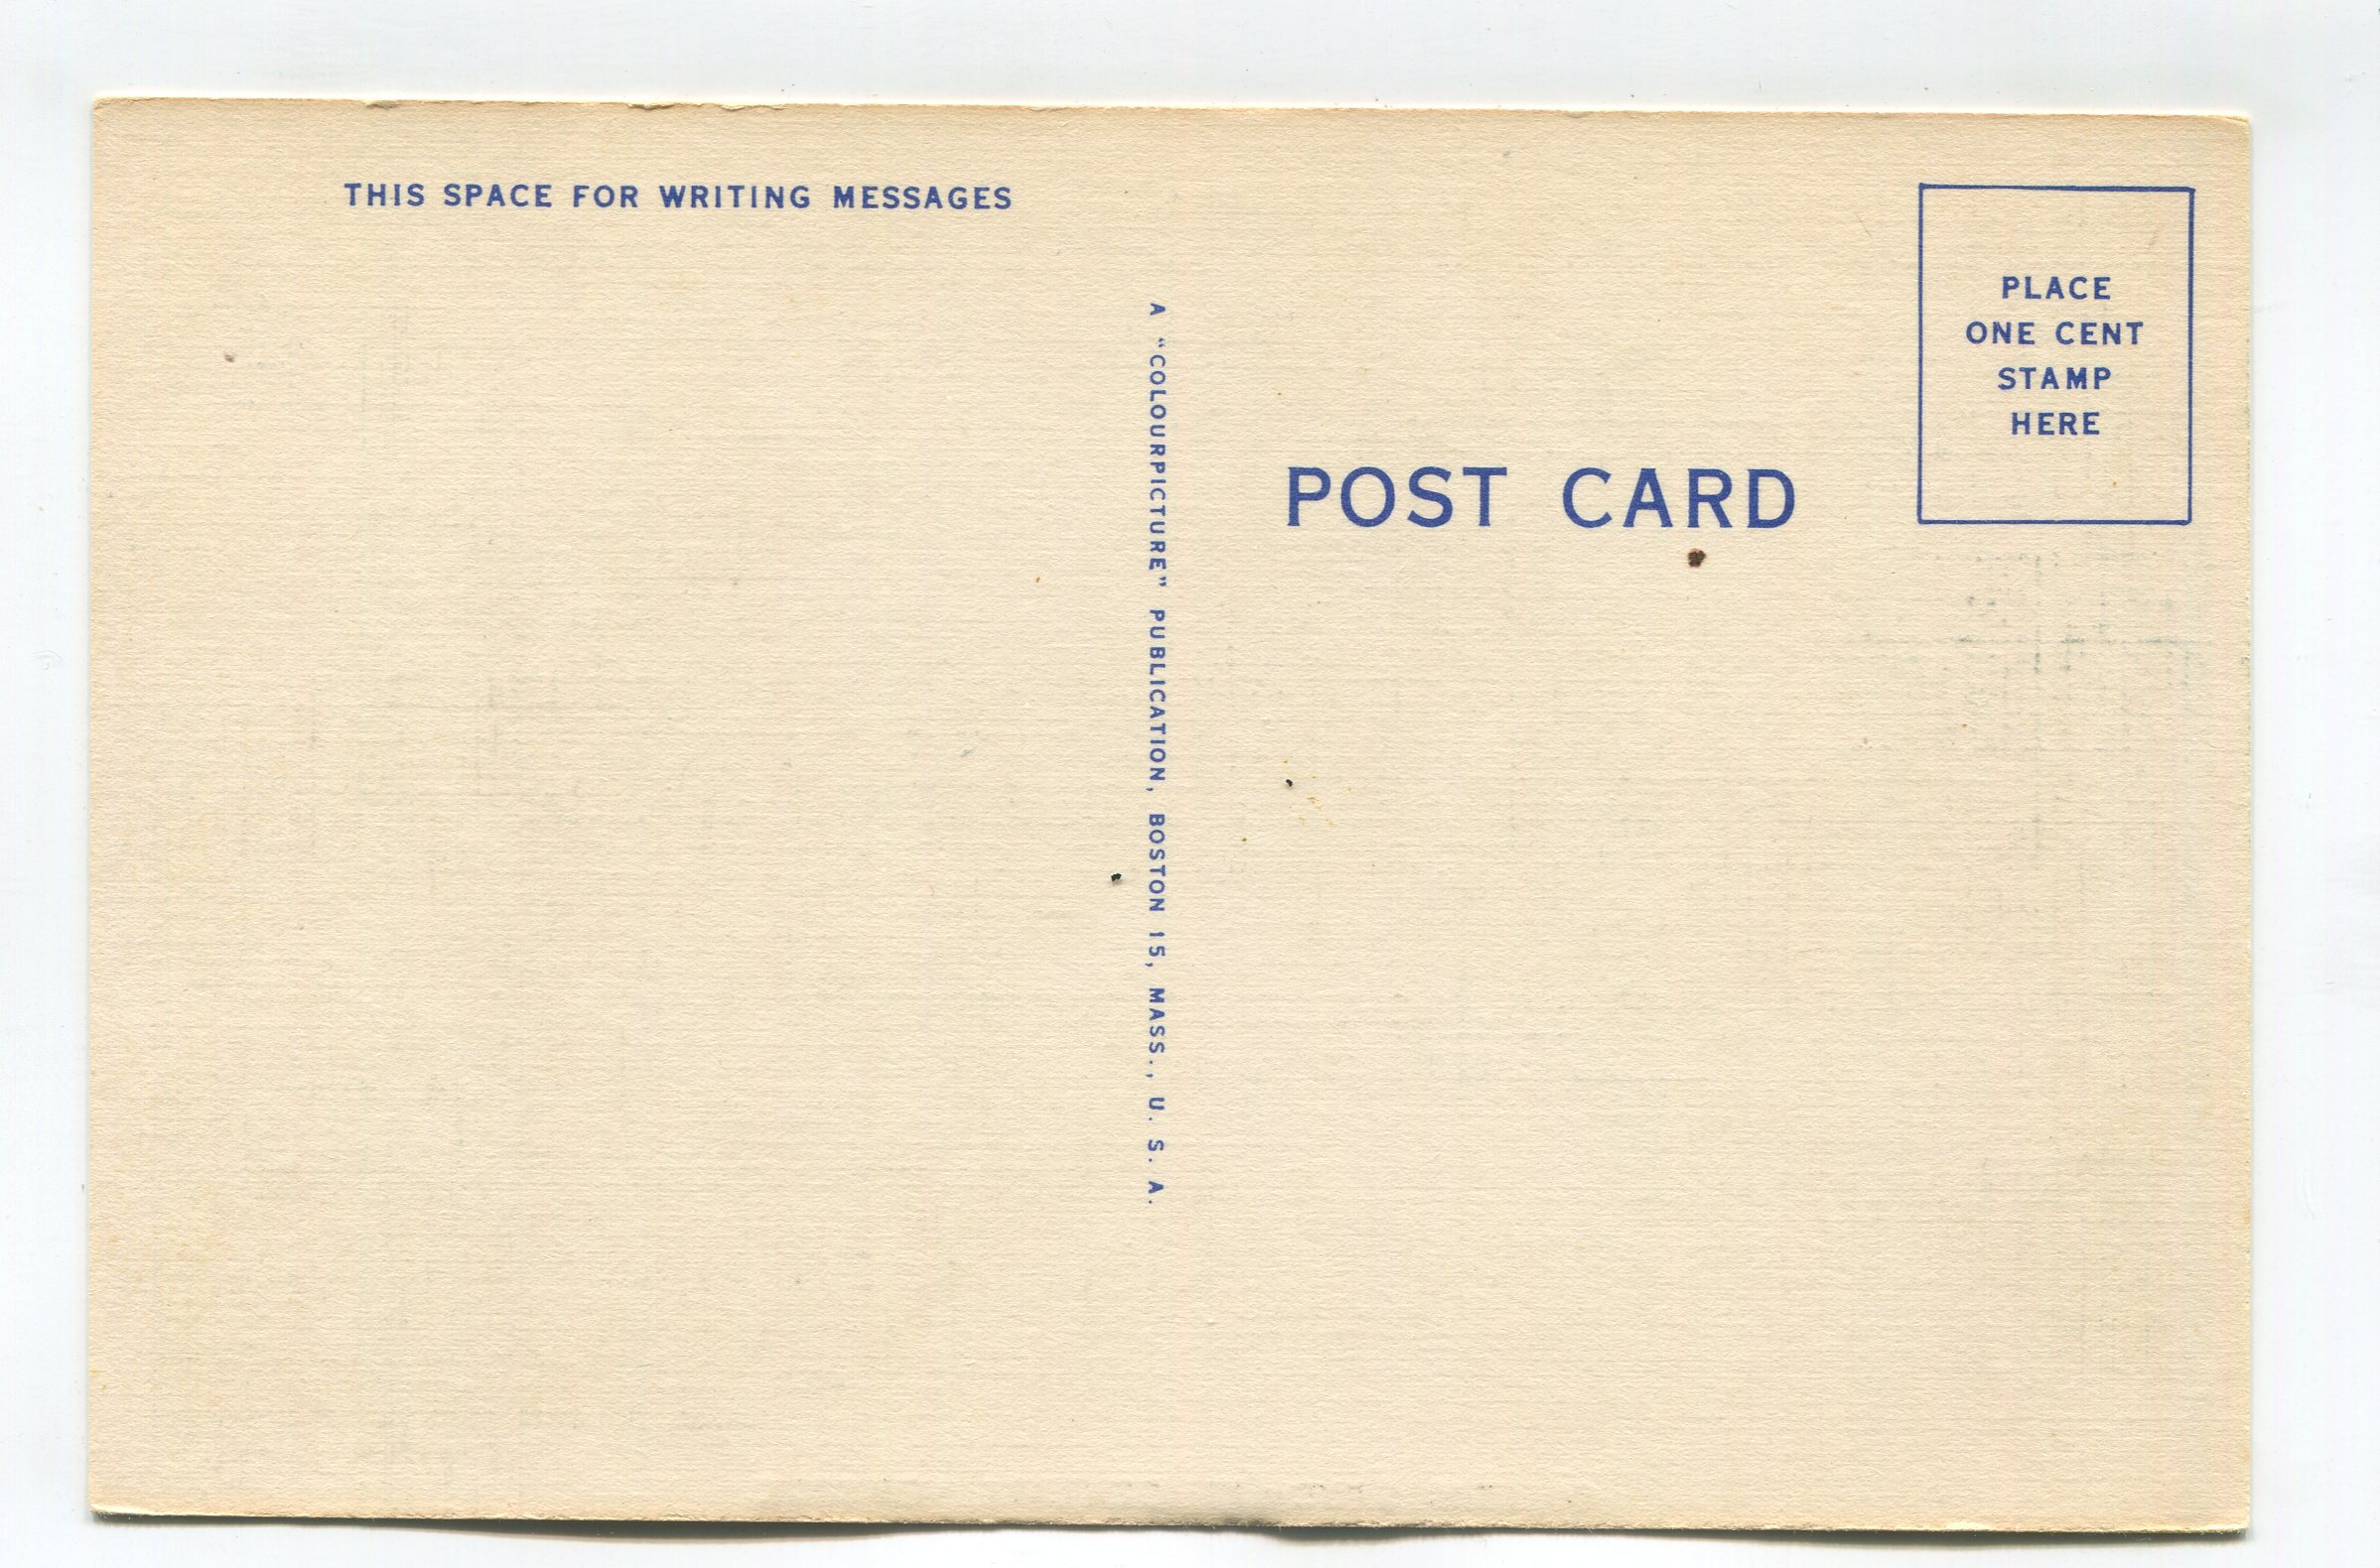 THIS SPACE FOR WRITING MESSAGES
A "COLOURPICTURE" PUBLICATION, BOSTON 15, MASS., U. S. A.
POST CARD
PLACE
ONE CENT
STAMP
HERE